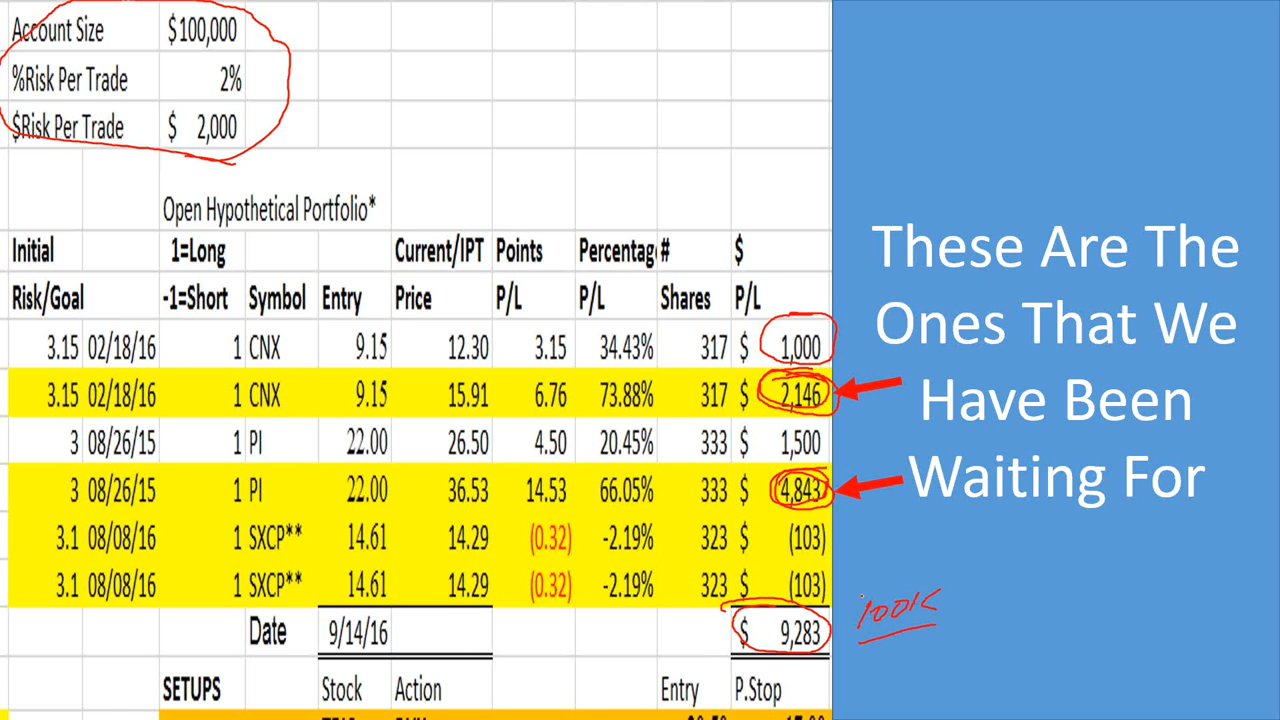 Account Size $100,000
%Risk Per Trade 2%
$Risk Per Trade $ 2,000
Open Hypothetical Portfolio*
Initial 1=Long Current/IPT Points Percentag # $
Risk/Goal -1=Short Symbol Entry Price P/L P/L Shares P/L
3.15 02/18/16 1 CNX 9.15 12.30 3.15 34.43% 317 $ 1,000
3.15 02/18/16 1 CNX 9.15 15.91 6.76 73.88% 317 $ 2,146
3 08/26/15 1 PI 22.00 26.50 4.50 20.45% 333 $ 1,500
3 08/26/15 1 PI 22.00 36.53 14.53 66.05% 333 $ 4,843
3.1 08/08/16 1 SXCP** 14.61 14.29 (0.32) -2.19% 323 $ (103)
3.1 08/08/16 1 SXCP** 14.61 14.29 (0.32) -2.19% 323 $ (103)
Date 9/14/16 $ 9,283
SETUPS Stock Action Entry P.Stop
These Are The
Ones That We
Have Been
Waiting For
100K